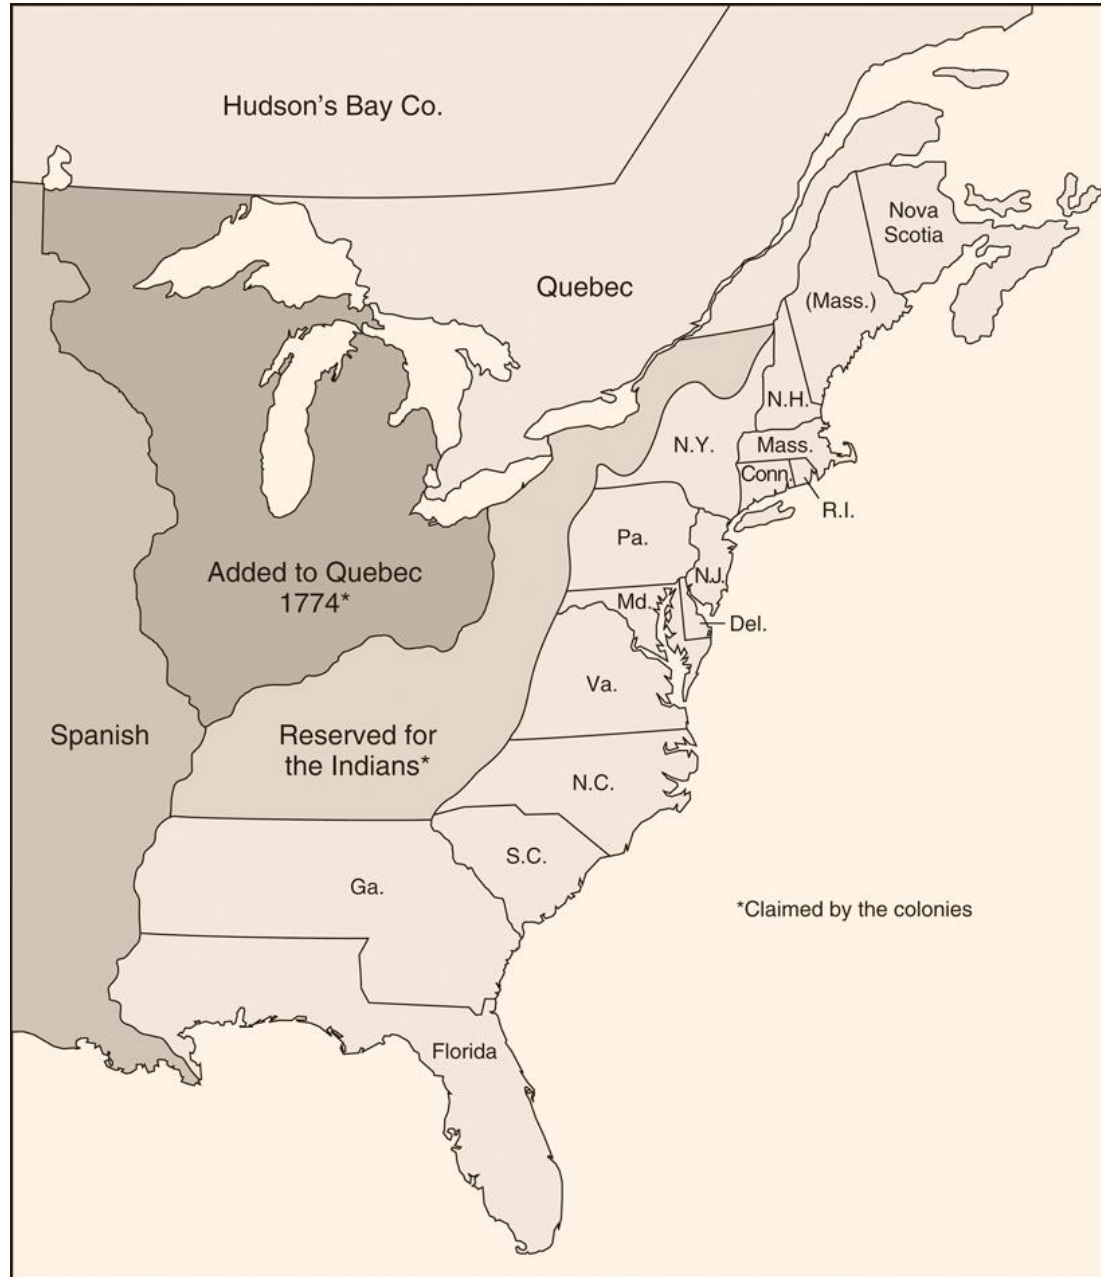 Hudson's Bay Co.
Nova
Scotia
Quebec
(Mass.)
N.H.
N.Y.
Mass.
Conn.
R.I.
Pa.
N.J.
Added to Quebec
1774*
Md.
Del.
Va.
Spanish
Reserved for
the Indians*
N.C.
S.C.
Ga.
*Claimed by the colonies
Florida